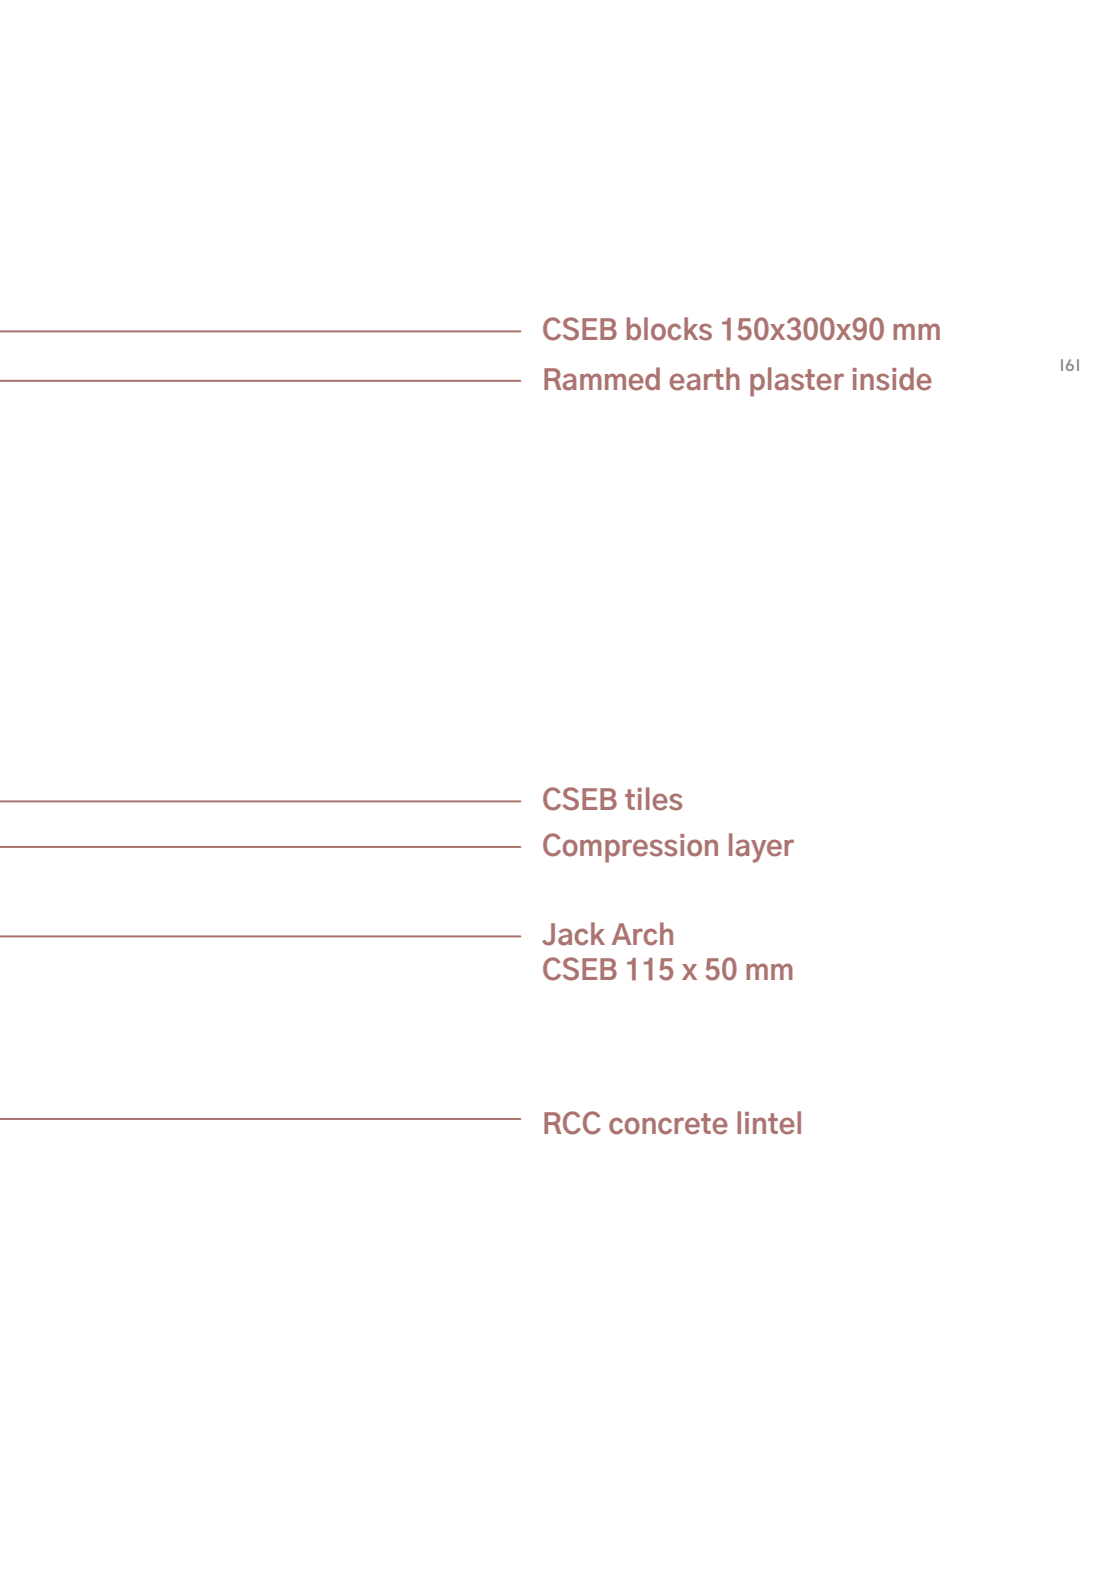 CSEB blocks 150x300x90 mm
161
Rammed earth plaster inside
CSEB tiles
Compression layer
Jack Arch
CSEB 115 x 50 mm
RCC concrete lintel